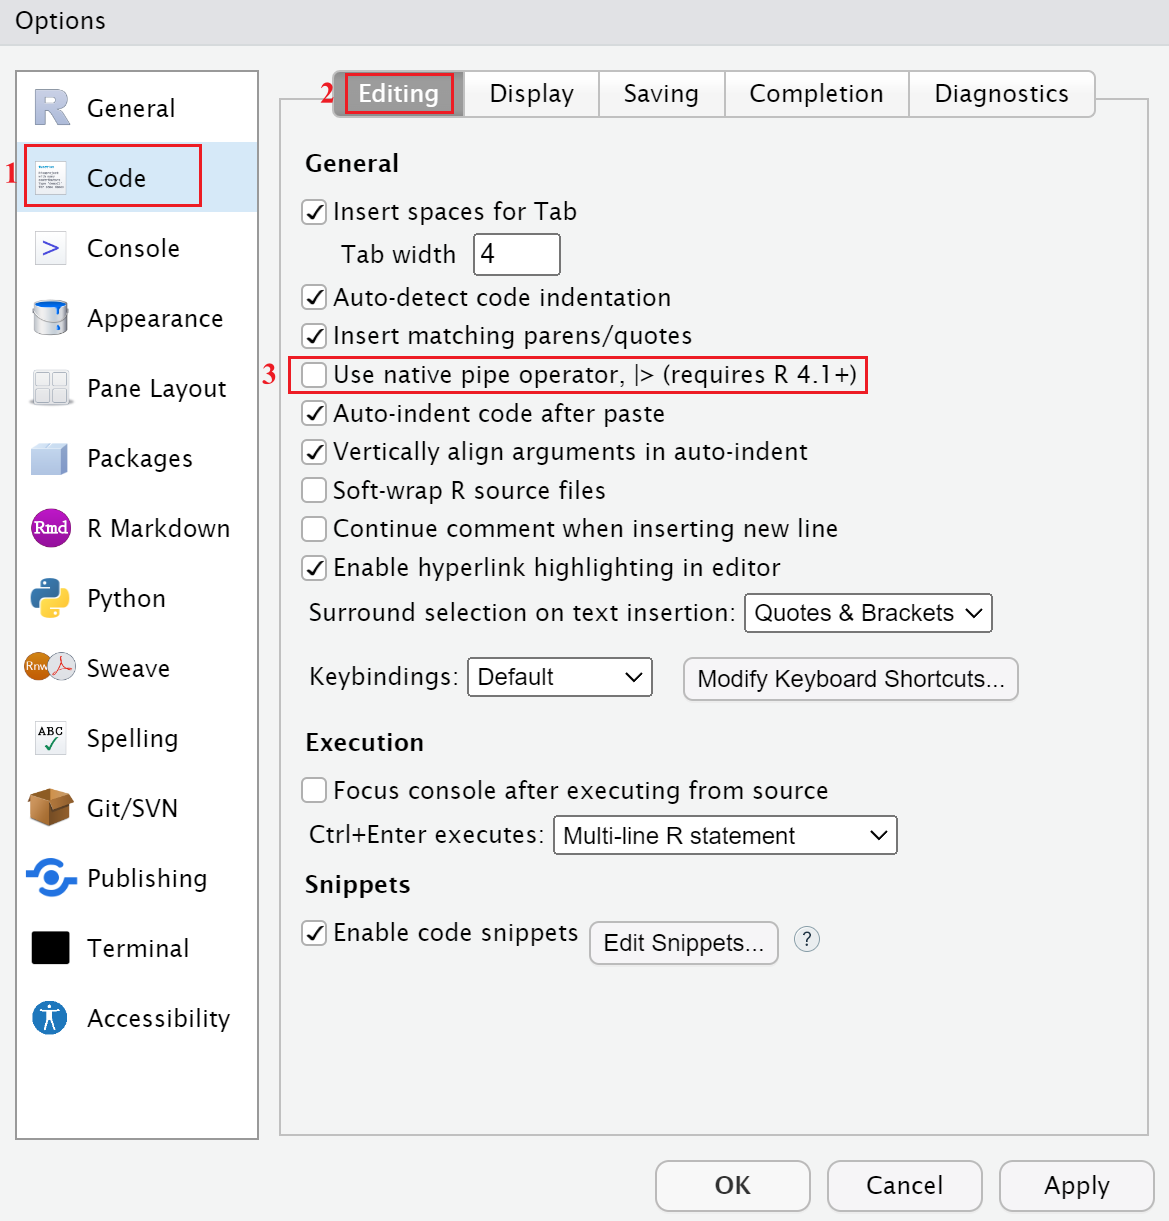 Options
General
1 Code
Console
Appearance
Pane Layout
Packages
Rmd R Markdown
Python
Rnw Sweave
ABC Spelling
Git/SVN
Publishing
Terminal
Accessibility
2 Editing Display Saving Completion Diagnostics
General
Insert spaces for Tab
Tab width 4
Auto-detect code indentation
Insert matching parens/quotes
3 Use native pipe operator, |> (requires R 4.1+)
Auto-indent code after paste
Vertically align arguments in auto-indent
Soft-wrap R source files
Continue comment when inserting new line
Enable hyperlink highlighting in editor
Surround selection on text insertion: Quotes & Brackets
Keybindings: Default Modify Keyboard Shortcuts...
Execution
Focus console after executing from source
Ctrl+Enter executes: Multi-line R statement
Snippets
Enable code snippets Edit Snippets... ?
OK Cancel Apply